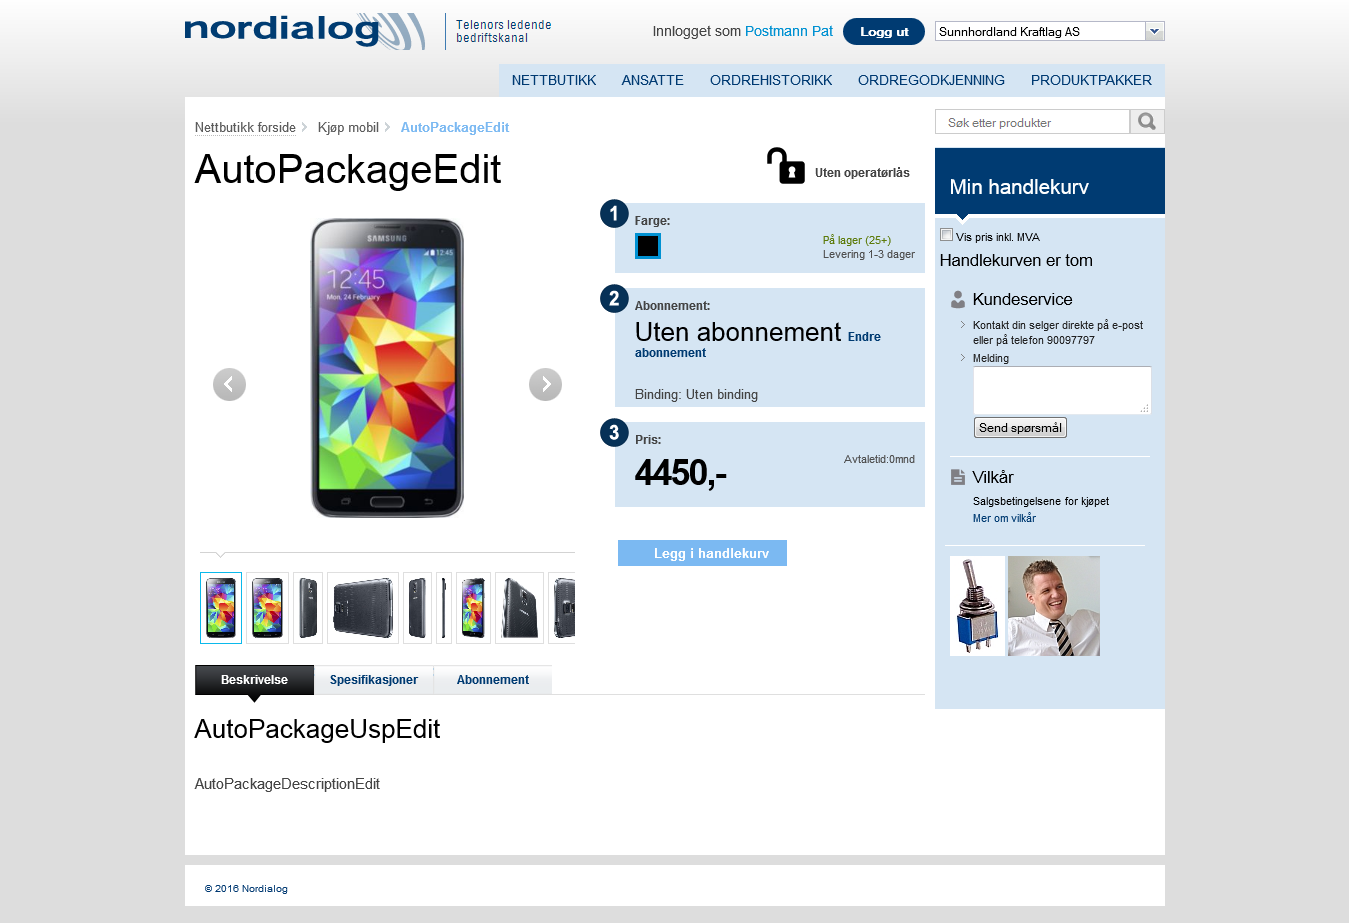 nordialog
Telenors ledende
bedriftskanal
Innlogget som Postmann Pat
Logg ut
Sunnhordland Kraftlag AS
NETTBUTIKK ANSATTE ORDREHISTORIKK ORDREGODKJENNING PRODUKTPAKKER
Nettbutikk forside Kjøp mobil AutoPackageEdit
Søk etter produkter
AutoPackageEdit
Uten operatørlås
SAMSUNG
12:45
12:45
Mon, 24 February
1
Farge:
På lager (25+)
Levering 1-3 dager
2
Abonnement:
Uten abonnement Endre
abonnement
Binding: Uten binding
3
Pris:
4450,-
Avtaletid:0mnd
Legg i handlekurv
Min handlekurv
Vis pris inkl. MVA
Handlekurven er tom
Kundeservice
Kontakt din selger direkte på e-post
eller på telefon 90097797
Melding
Send spørsmål
Vilkår
Salgsbetingelsene for kjøpet
Mer om vilkår
Beskrivelse Spesifikasjoner Abonnement
AutoPackageUspEdit
AutoPackageDescriptionEdit
© 2016 Nordialog